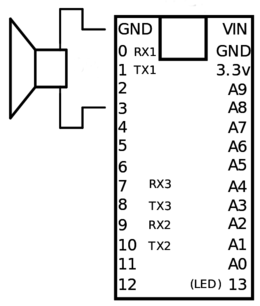 GND VIN
0 RX1 GND
1 TX1 3.3v
2 A9
3 A8
4 A7
5 A6
6 A5
7 RX3 A4
8 TX3 A3
9 RX2 A2
10 TX2 A1
11 A0
12 (LED) 13